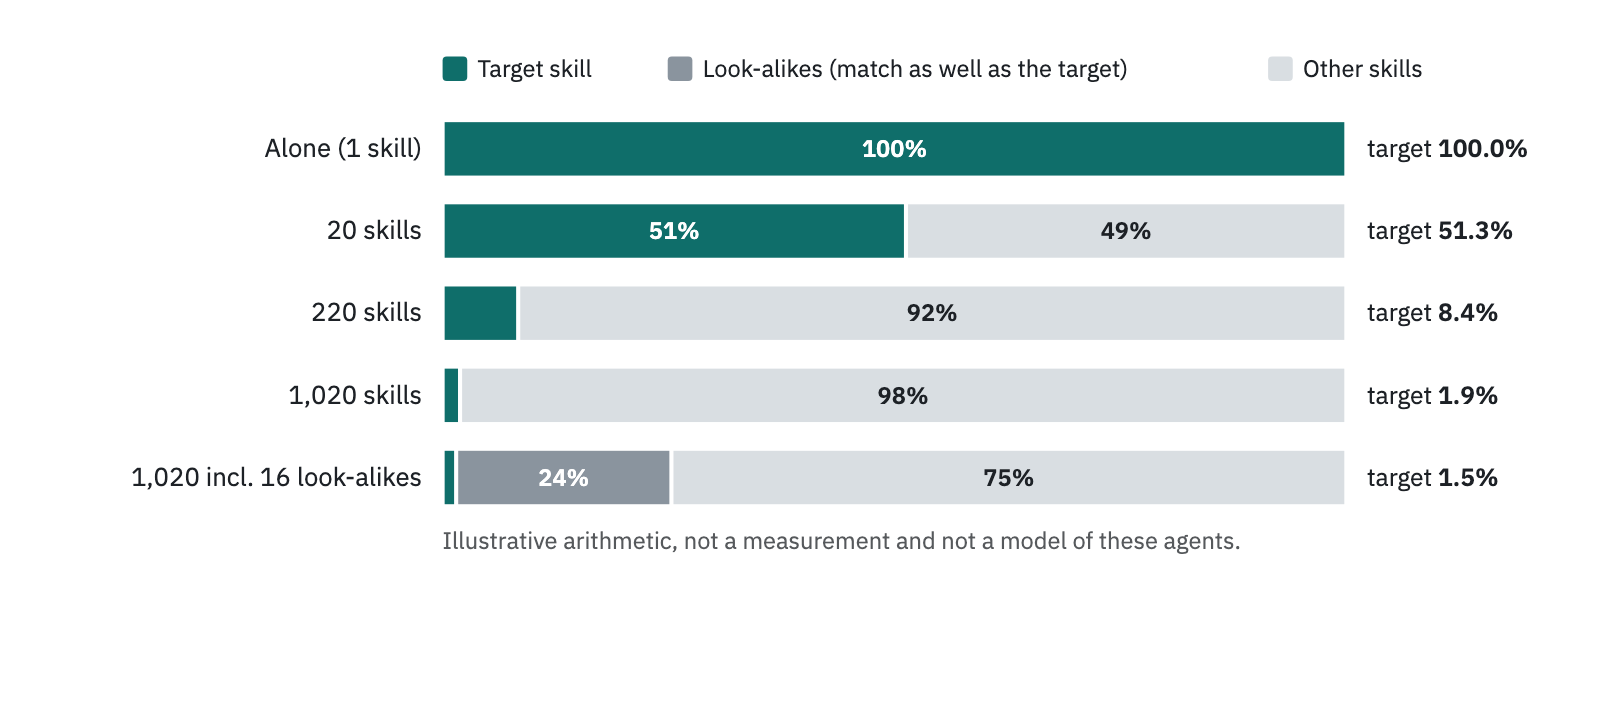 Target skill Look-alikes (match as well as the target) Other skills
Alone (1 skill) 100% target 100.0%
20 skills 51% 49% target 51.3%
220 skills 92% target 8.4%
1,020 skills 98% target 1.9%
1,020 incl. 16 look-alikes 24% 75% target 1.5%
Illustrative arithmetic, not a measurement and not a model of these agents.